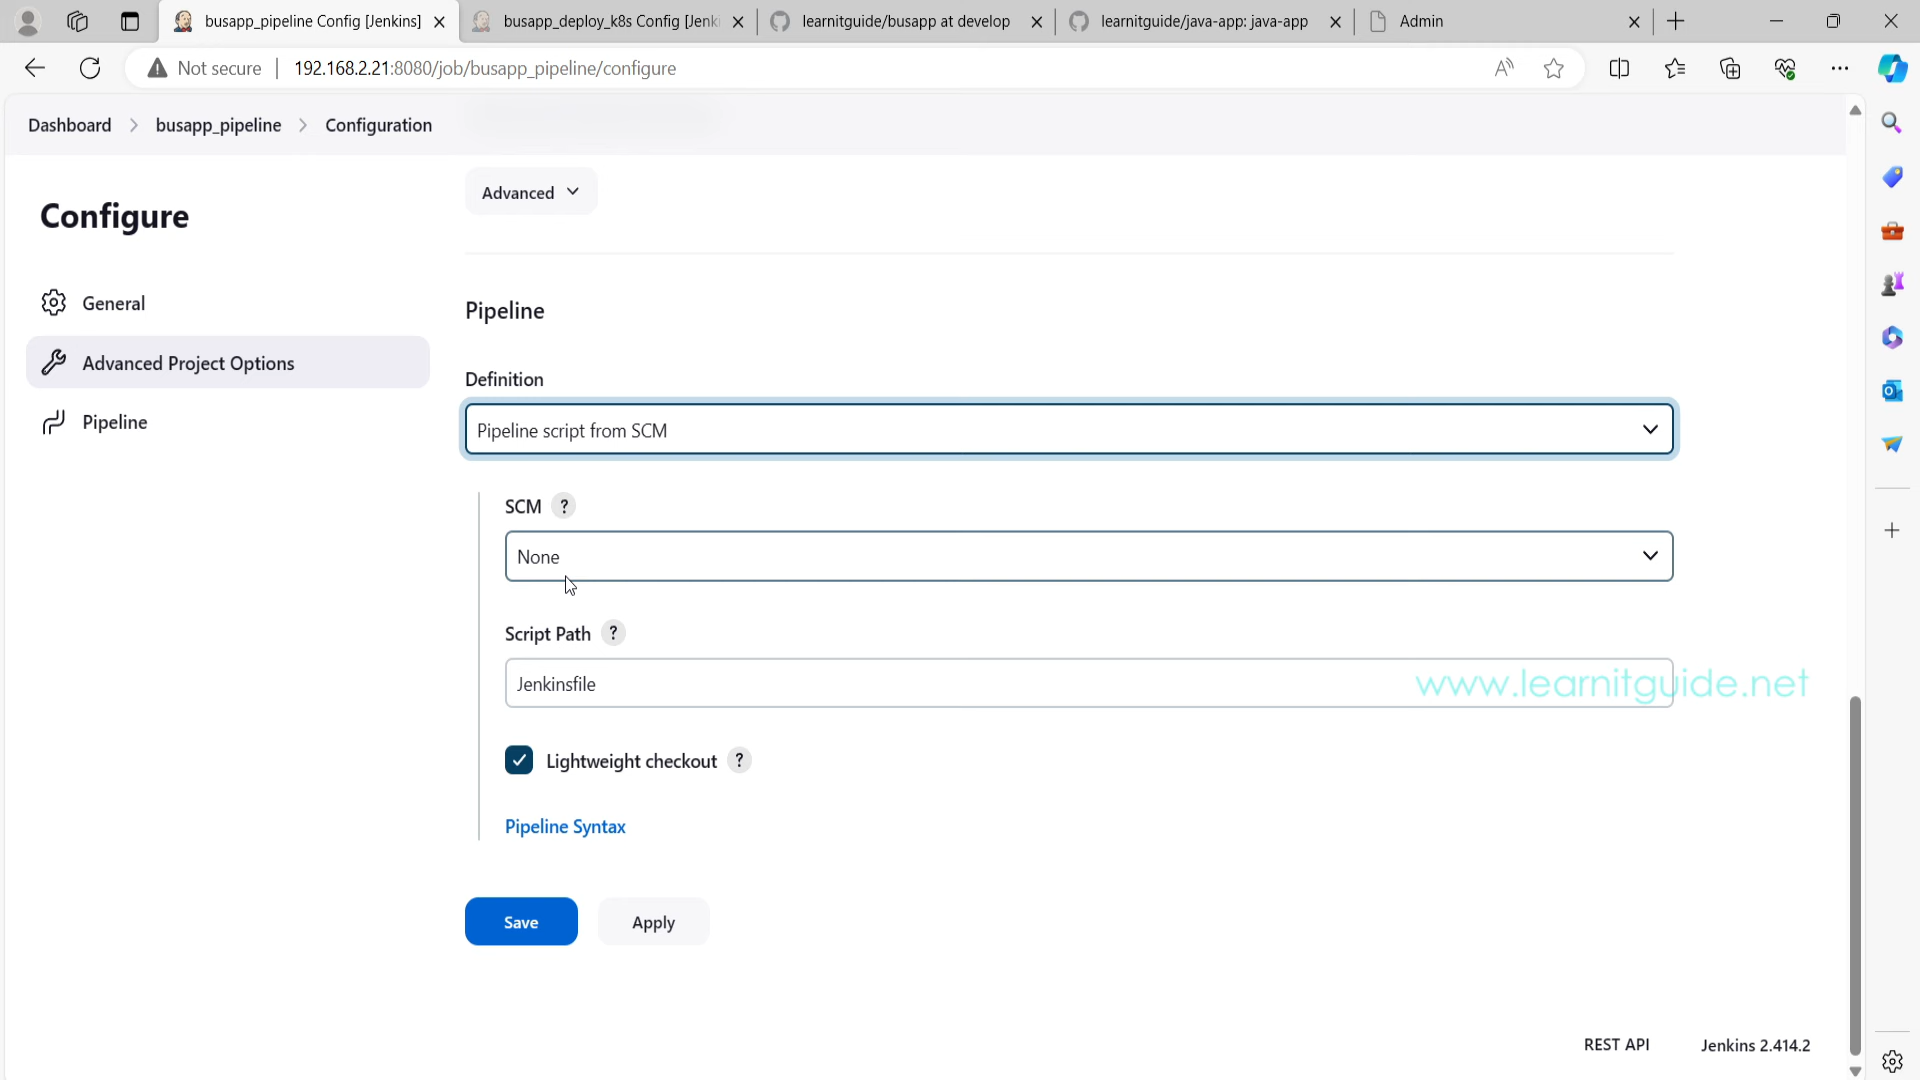 busapp_pipeline Config [Jenkins]
busapp_deploy_k8s Config [Jenki
learnitguide/busapp at develop
learnitguide/java-app: java-app
Admin
Not secure
192.168.2.21:8080/job/busapp_pipeline/configure
Dashboard
busapp_pipeline
Configuration
Configure
General
Advanced Project Options
Pipeline
Advanced
Pipeline
Definition
Pipeline script from SCM
SCM ?
None
Script Path ?
Jenkinsfile
www.learnitguide.net
Lightweight checkout ?
Pipeline Syntax
Save
Apply
REST API
Jenkins 2.414.2